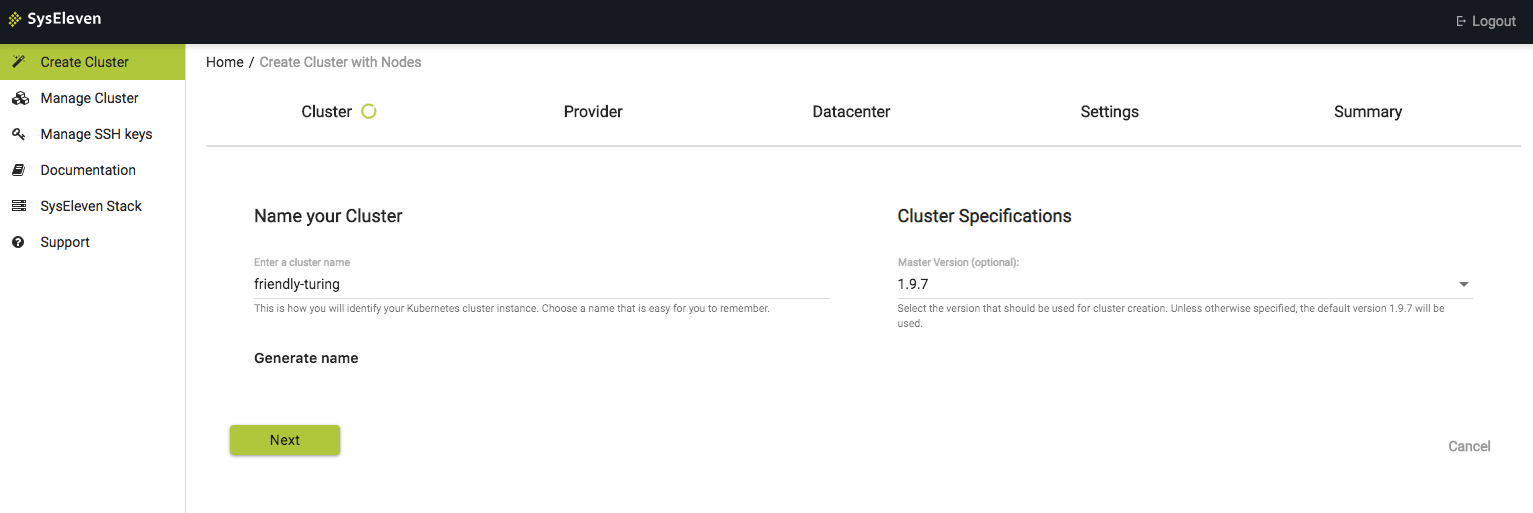 SysEleven
Logout
Create Cluster
Manage Cluster
Manage SSH keys
Documentation
SysEleven Stack
Support
Home / Create Cluster with Nodes
Cluster
Provider
Datacenter
Settings
Summary
Name your Cluster
Enter a cluster name
friendly-turing
This is how you will identify your Kubernetes cluster instance. Choose a name that is easy for you to remember.
Generate name
Cluster Specifications
Master Version (optional):
1.9.7
Select the version that should be used for cluster creation. Unless otherwise specified, the default version 1.9.7 will be
used.
Next
Cancel